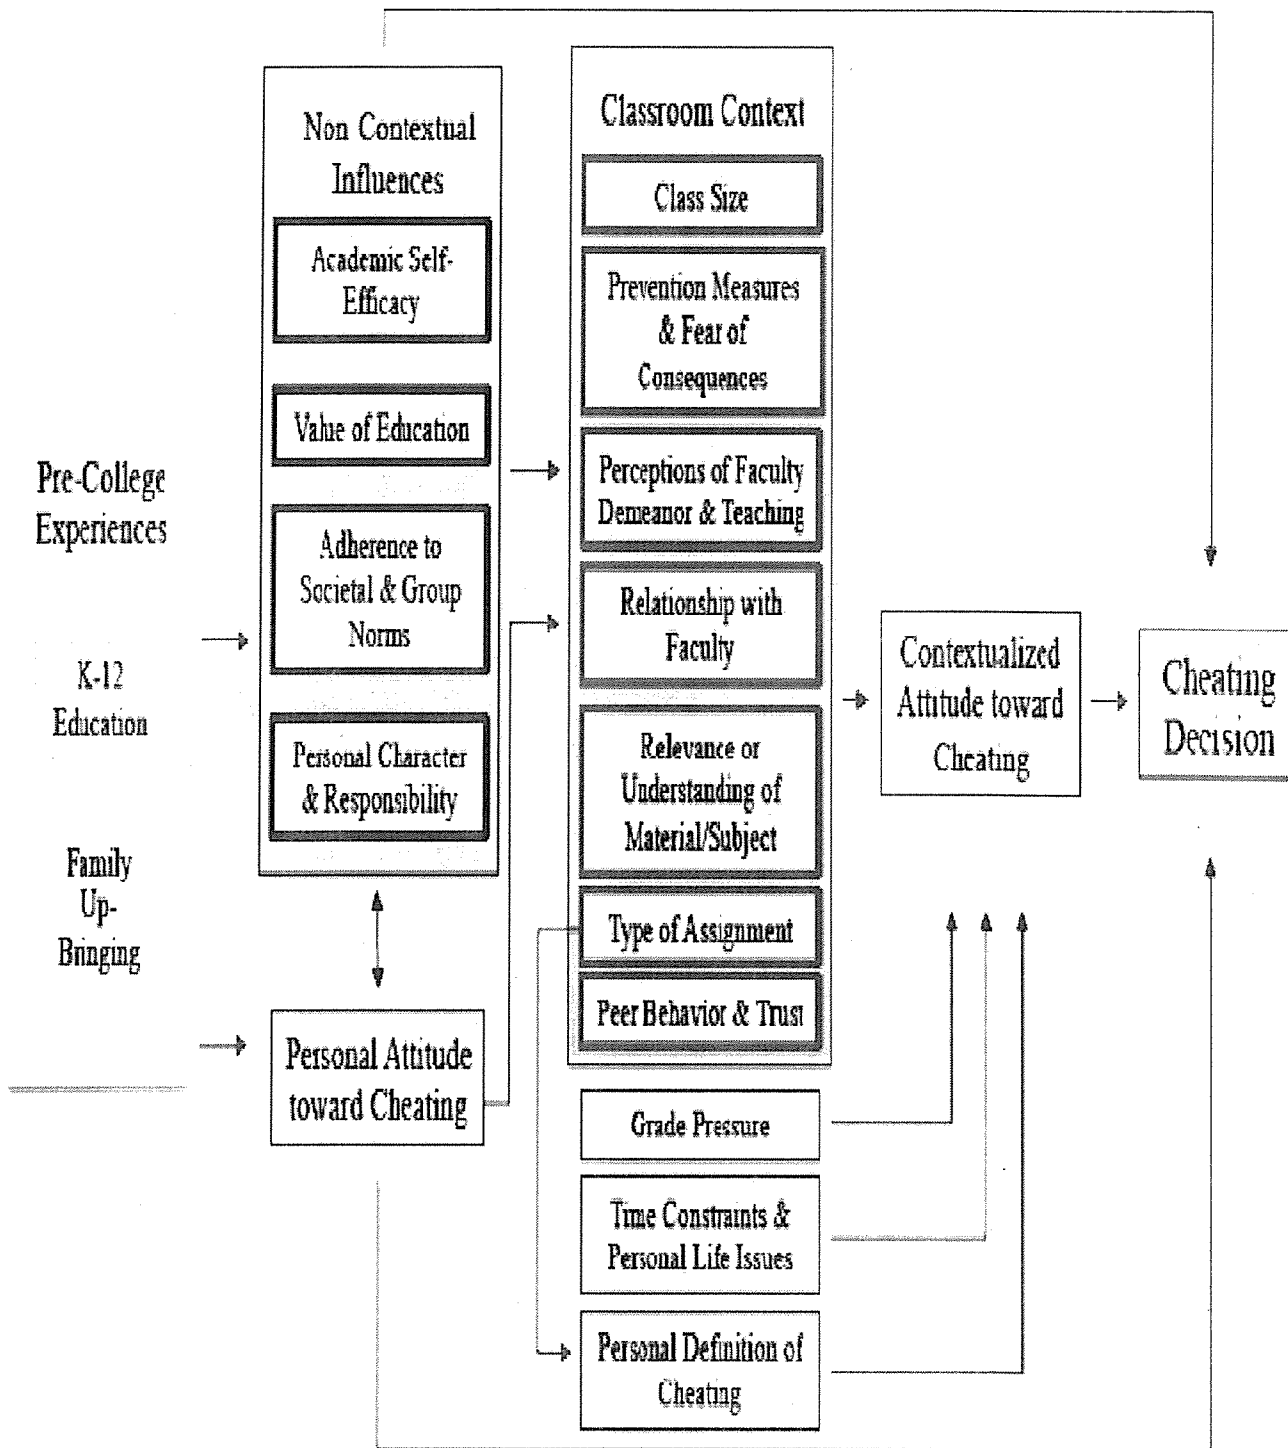 Pre-College
Experiences
K-12
Education
Family
Up-
Bringing
Non Contextual
Influences
Academic Self-
Efficacy
Value of Education
Adherence to
Societal & Group
Norms
Personal Character
& Responsibility
Personal Attitude
toward Cheating
Classroom Context
Class Size
Prevention Measures
& Fear of
Consequences
Perceptions of Faculty
Demeanor & Teaching
Relationship with
Faculty
Relevance or
Understanding of
Material/Subject
Type of Assignment
Peer Behavior & Trust
Grade Pressure
Time Constraints &
Personal Life Issues
Personal Definition of
Cheating
Contextualized
Attitude toward
Cheating
Cheating
Decision